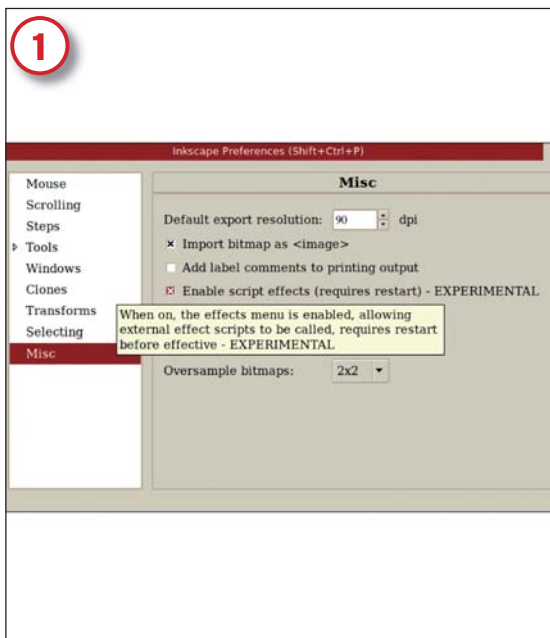 1
Inkscape Preferences (Shift+Ctrl+P)
Mouse
Scrolling
Steps
Tools
Windows
Clones
Transforms
Selecting
Misc
Misc
Default export resolution: 90 dpi
Import bitmap as <image>
Add label comments to printing output
Enable script effects (requires restart) - EXPERIMENTAL
When on, the effects menu is enabled, allowing
external effect scripts to be called, requires restart
before effective - EXPERIMENTAL
Oversample bitmaps: 2x2